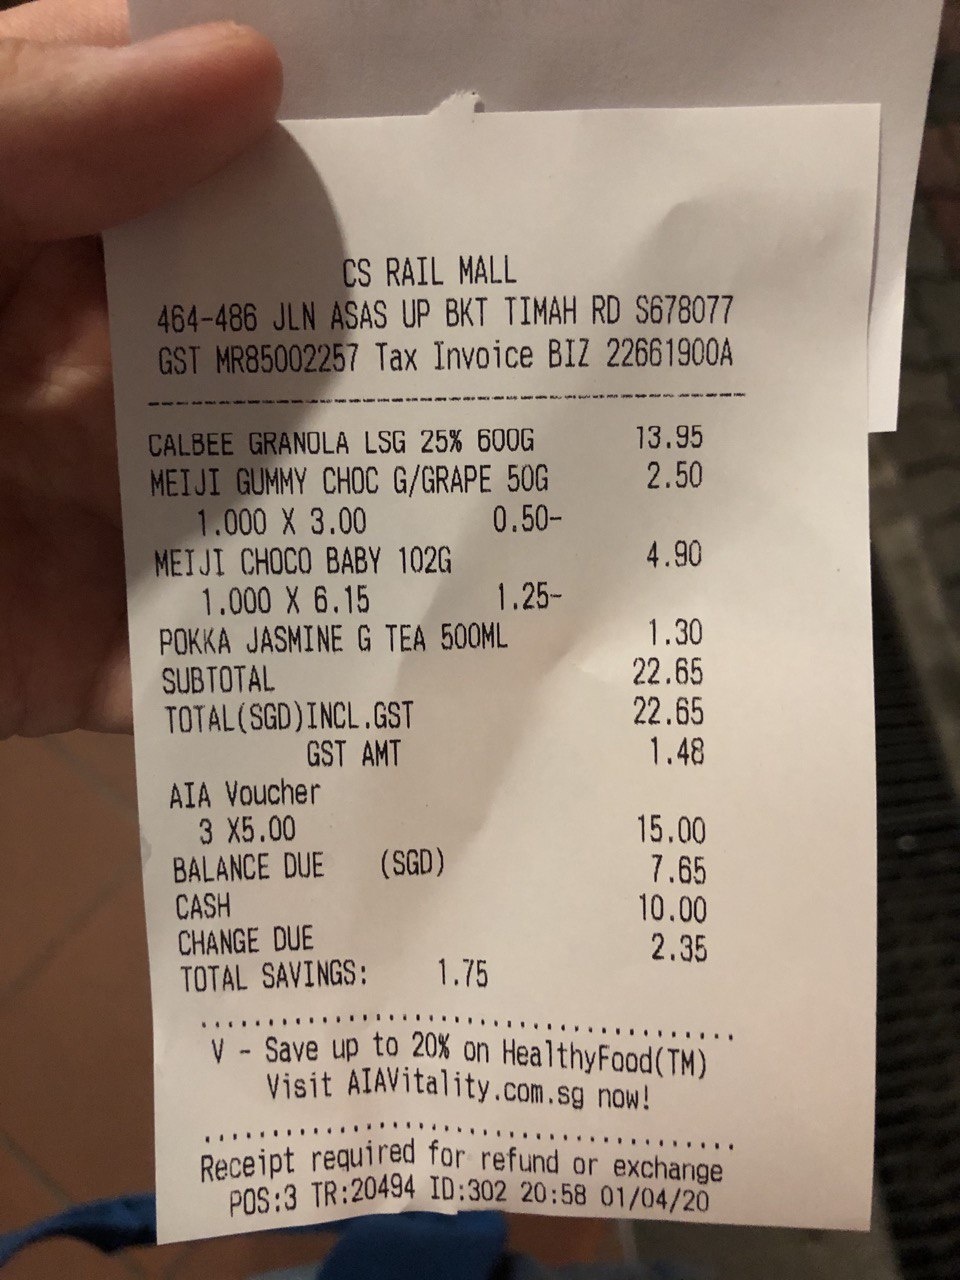 CS RAIL MALL
464-486 JLN ASAS UP BKT TIMAH RD S678077
GST MR85002257 Tax Invoice BIZ 22661900A
CALBEE GRANOLA LSG 25% 600G 13.95
MEIJI GUMMY CHOC G/GRAPE 50G 2.50
1.000 X 3.00 0.50-
MEIJI CHOCO BABY 102G 4.90
1.000 X 6.15 1.25-
POKKA JASMINE G TEA 500ML 1.30
SUBTOTAL 22.65
TOTAL(SGD)INCL.GST 22.65
GST AMT 1.48
AIA Voucher
3 X5.00 15.00
BALANCE DUE (SGD) 7.65
CASH 10.00
CHANGE DUE 2.35
TOTAL SAVINGS: 1.75
V - Save up to 20% on HealthyFood(TM)
Visit AIAVitality.com.sg now!
Receipt required for refund or exchange
POS:3 TR:20494 ID:302 20:58 01/04/20